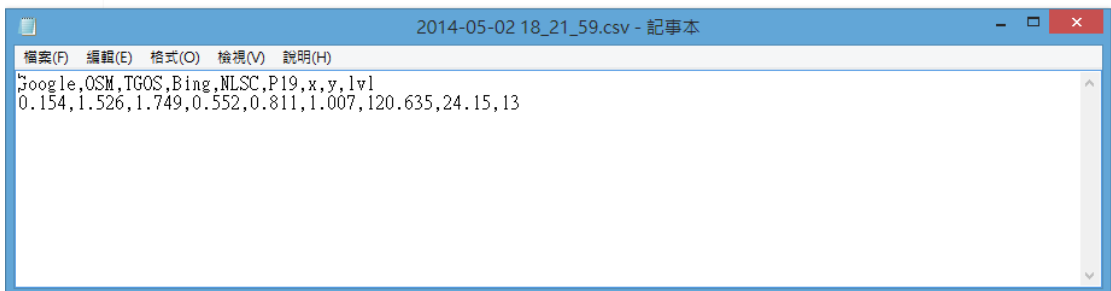 2014-05-02 18_21_59.csv - 記事本
檔案(F) 編輯(E) 格式(O) 檢視(V) 說明(H)
Google,OSM,TGOS,Bing,NLSC,P19,x,y,lvl
0.154,1.526,1.749,0.552,0.811,1.007,120.635,24.15,13